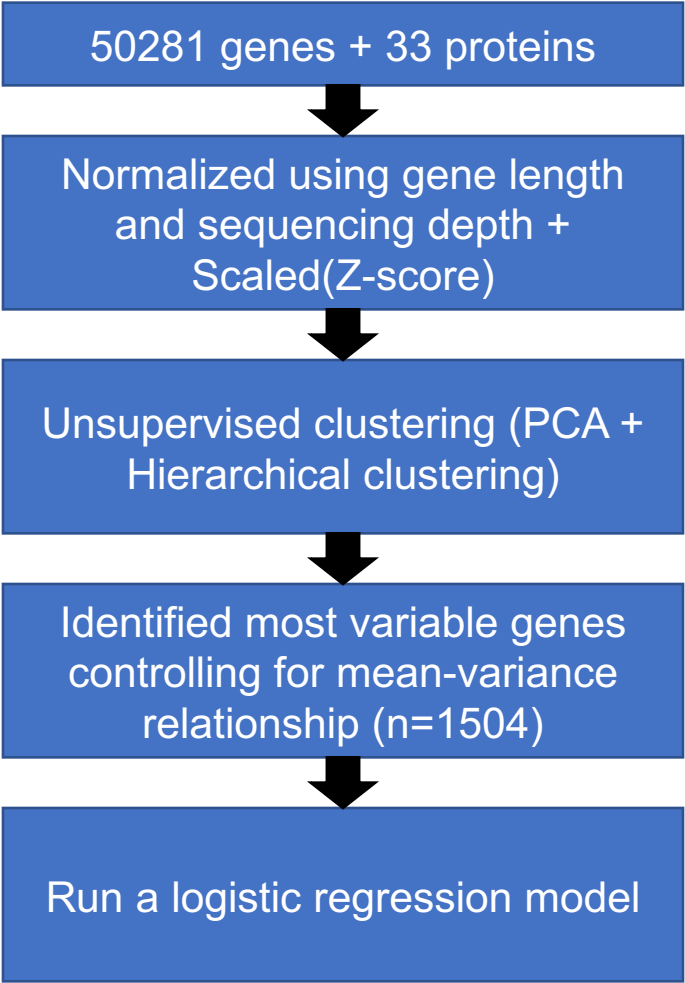 50281 genes + 33 proteins
Normalized using gene length
and sequencing depth +
Scaled(Z-score)
Unsupervised clustering (PCA +
Hierarchical clustering)
Identified most variable genes
controlling for mean-variance
relationship (n=1504)
Run a logistic regression model